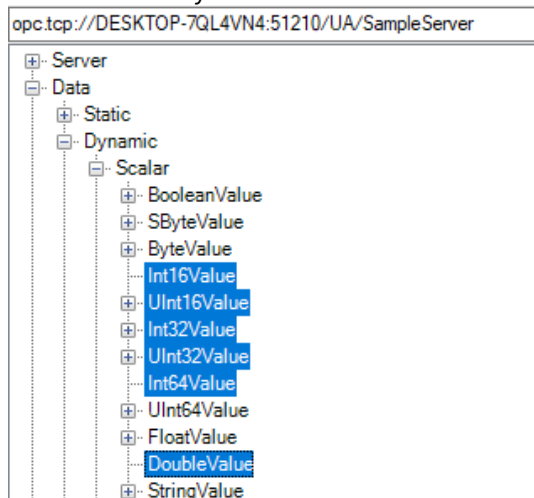 opc.tcp://DESKTOP-7QL4VN4:51210/UA/SampleServer
Server
Data
Static
Dynamic
Scalar
BooleanValue
SByteValue
ByteValue
Int16Value
UInt16Value
Int32Value
UInt32Value
Int64Value
UInt64Value
FloatValue
DoubleValue
StringValue